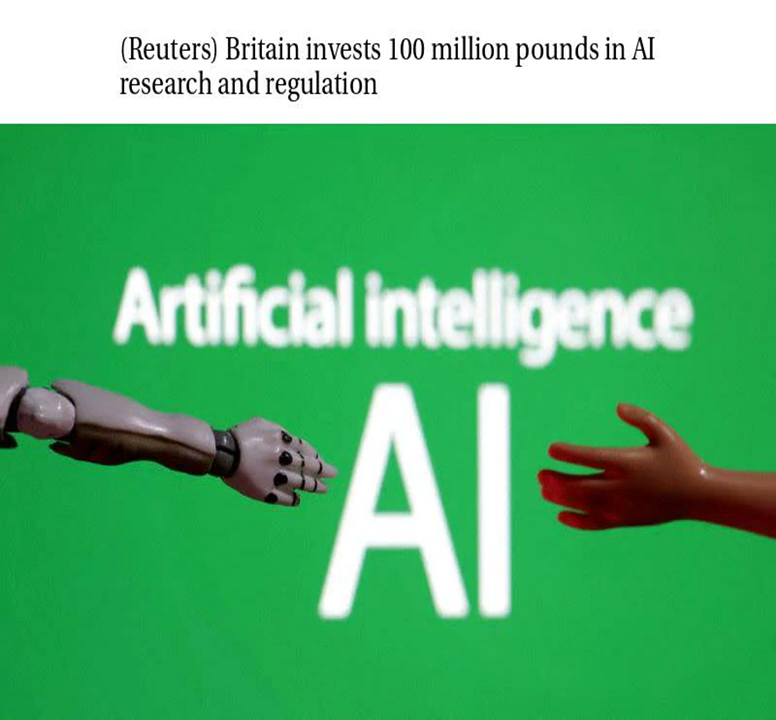 (Reuters) Britain invests 100 million pounds in AI
research and regulation
Artificial intelligence
AI